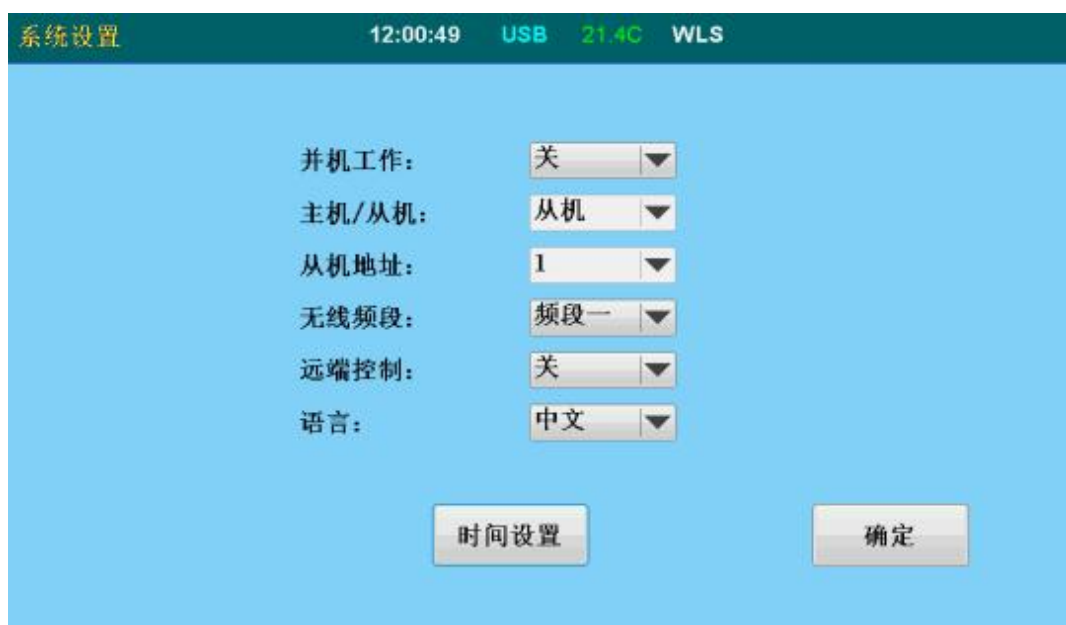 系统设置 12:00:49 USB 21.4C WLS
并机工作： 关
主机/从机： 从机
从机地址： 1
无线频段： 频段一
远端控制： 关
语言： 中文
时间设置 确定